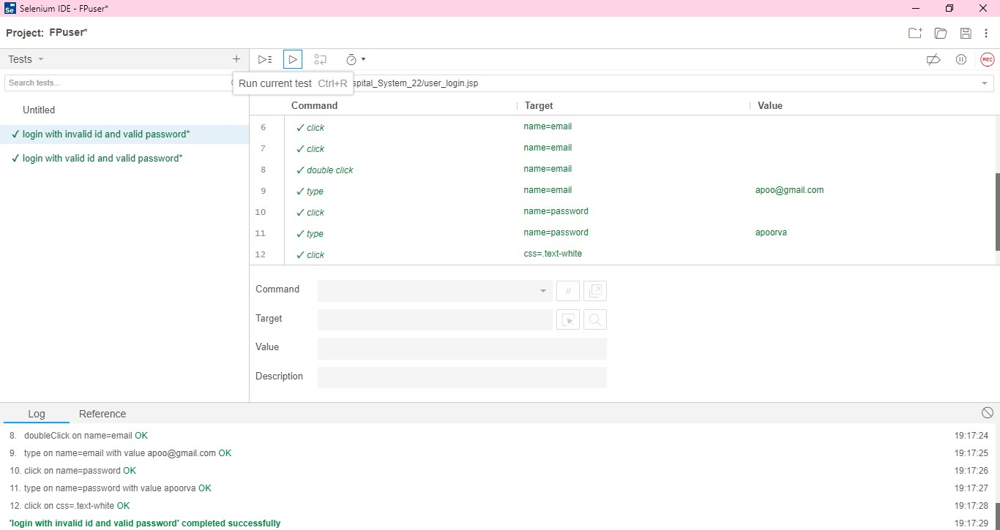 Selenium IDE - FPuser*
Project: FPuser*
Tests
REC
Search tests...
Run current test Ctrl+R
spital_System_22/user_login.jsp
Command Target Value
Untitled
✓ login with invalid id and valid password*
✓ login with valid id and valid password*
6 ✓ click name=email
7 ✓ click name=email
8 ✓ double click name=email
9 ✓ type name=email apoo@gmail.com
10 ✓ click name=password
11 ✓ type name=password apoorva
12 ✓ click css=.text-white
Command //
Target
Value
Description
Log Reference
8. doubleClick on name=email OK 19:17:24
9. type on name=email with value apoo@gmail.com OK 19:17:25
10. click on name=password OK 19:17:26
11. type on name=password with value apoorva OK 19:17:27
12. click on css=.text-white OK 19:17:28
'login with invalid id and valid password' completed successfully 19:17:29